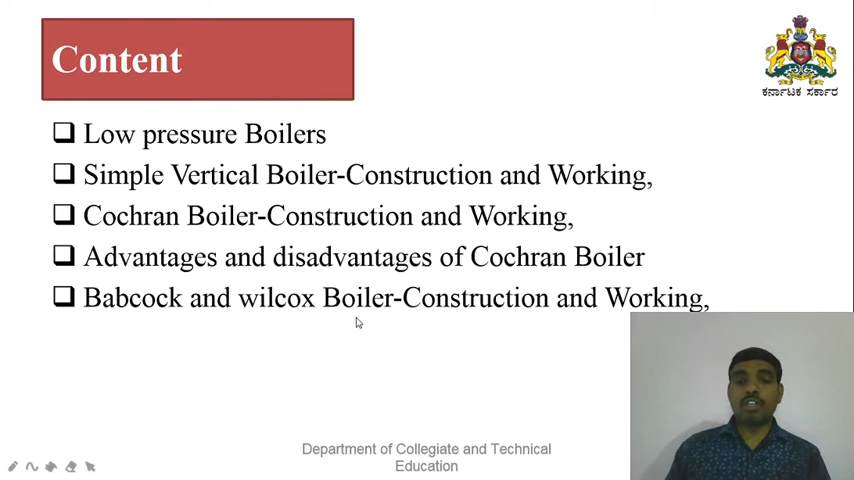 Content
ಕರ್ನಾಟಕ ಸರ್ಕಾರ
Low pressure Boilers
Simple Vertical Boiler-Construction and Working,
Cochran Boiler-Construction and Working,
Advantages and disadvantages of Cochran Boiler
Babcock and wilcox Boiler-Construction and Working,
Department of Collegiate and Technical
Education